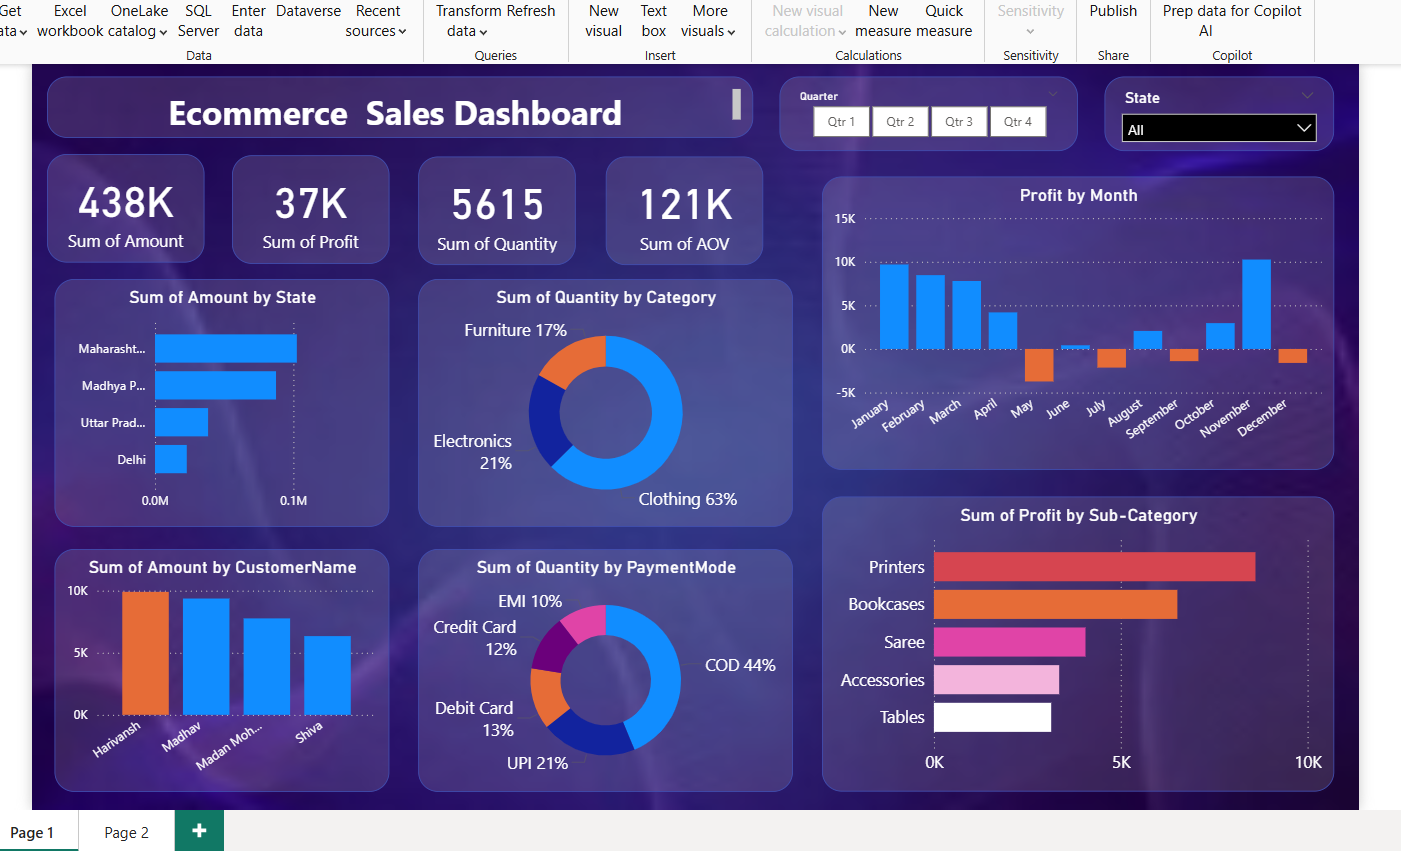 Get
ata
Excel
workbook
OneLake
catalog
SQL
Server
Enter
data
Dataverse
Recent
sources
Data
Transform
data
Refresh
Queries
New
visual
Text
box
More
visuals
Insert
New visual
calculation
New
measure
Quick
measure
Calculations
Sensitivity
Sensitivity
Publish
Share
Prep data for Copilot
AI
Copilot
Ecommerce Sales Dashboard
Quarter
Qtr 1
Qtr 2
Qtr 3
Qtr 4
State
All
438K
Sum of Amount
37K
Sum of Profit
5615
Sum of Quantity
121K
Sum of AOV
Profit by Month
15K
10K
5K
0K
-5K
January
February
March
April
May
June
July
August
September
October
November
December
Sum of Amount by State
Maharasht...
Madhya P...
Uttar Prad...
Delhi
0.0M
0.1M
Sum of Quantity by Category
Furniture 17%
Electronics
21%
Clothing 63%
Sum of Profit by Sub-Category
Printers
Bookcases
Saree
Accessories
Tables
0K
5K
10K
Sum of Amount by CustomerName
10K
5K
0K
Harivansh
Madhav
Madan Moh...
Shiva
Sum of Quantity by PaymentMode
EMI 10%
Credit Card
12%
COD 44%
Debit Card
13%
UPI 21%
Page 1
Page 2